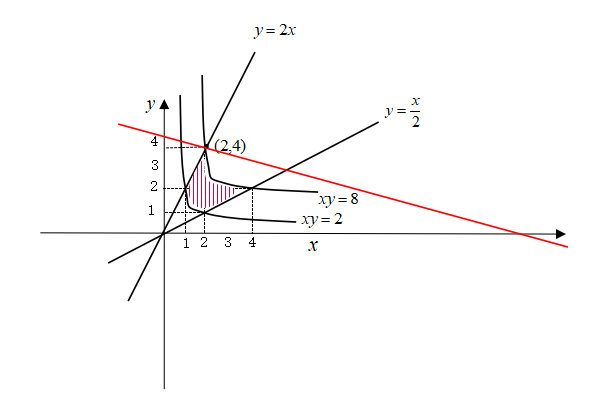 y = 2x
y = x/2
y
4
(2,4)
3
2
xy = 8
1
xy = 2
1 2 3 4
x